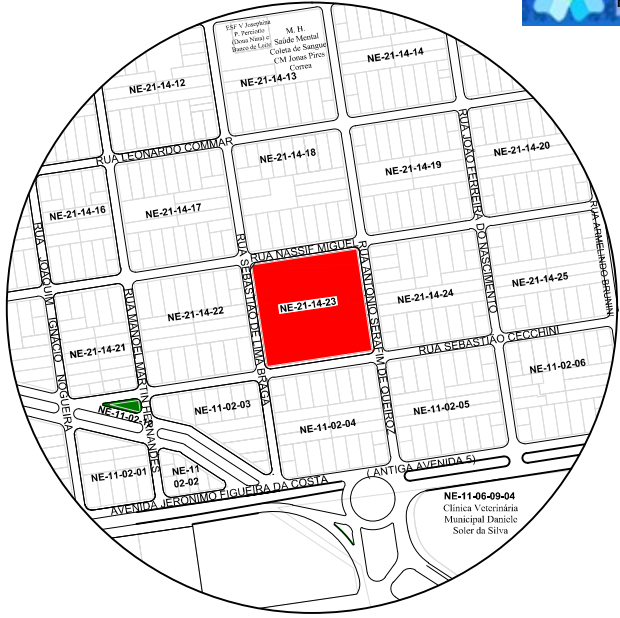 ESF V Josephina
P. Perciotto
(Dona Nina) e
Banco de Leite
M. H.
Saúde Mental
Coleta de Sangue
CM Jonas Pires
Correa
NE-21-14-12
NE-21-14-13
NE-21-14-14
RUA LEONARDO COMMAR
NE-21-14-18
NE-21-14-19
NE-21-14-20
NE-21-14-16
NE-21-14-17
RUA JOÃO FERREIRA DO NASCIMENTO
RUA ARMELINDO BRUNINI
RUA JOAQUIM IGNACIO NOGUEIRA
RUA SEBASTIÃO DE LIMA BRAGA
RUA NASSIF MIGUEL
RUA ANTONIO SERAFIM DE QUEIROZ
RUA MANOEL MARTIN HERNANDES
NE-21-14-22
NE-21-14-23
NE-21-14-24
NE-21-14-25
NE-21-14-21
RUA SEBASTIÃO CECCHINI
NE-11-02-06
NE-11-02-03
NE-11-02-04
NE-11-02-05
NE-11-02-01
NE-11
02-02
( ANTIGA AVENIDA 5)
AVENIDA JERONIMO FIGUEIRA DA COSTA
NE-11-06-09-04
Clínica Veterinária
Municipal Daniele
Soler da Silva